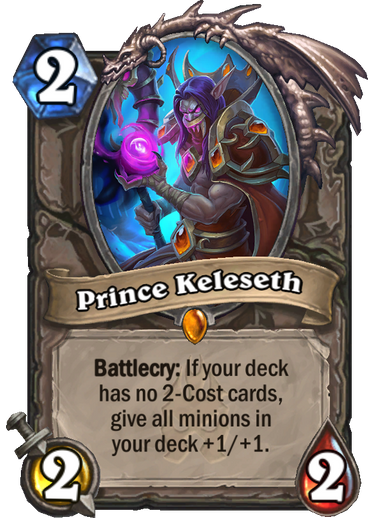 2
Prince Keleseth
Battlecry: If your deck
has no 2-Cost cards,
give all minions in
your deck +1/+1.
2
2